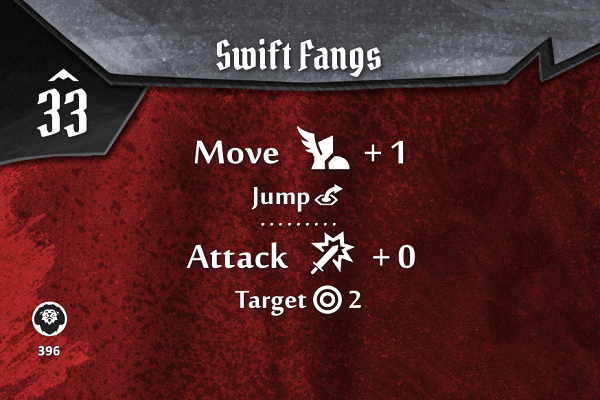 Swift Fangs
33
Move + 1
Jump
Attack + 0
Target 2
396